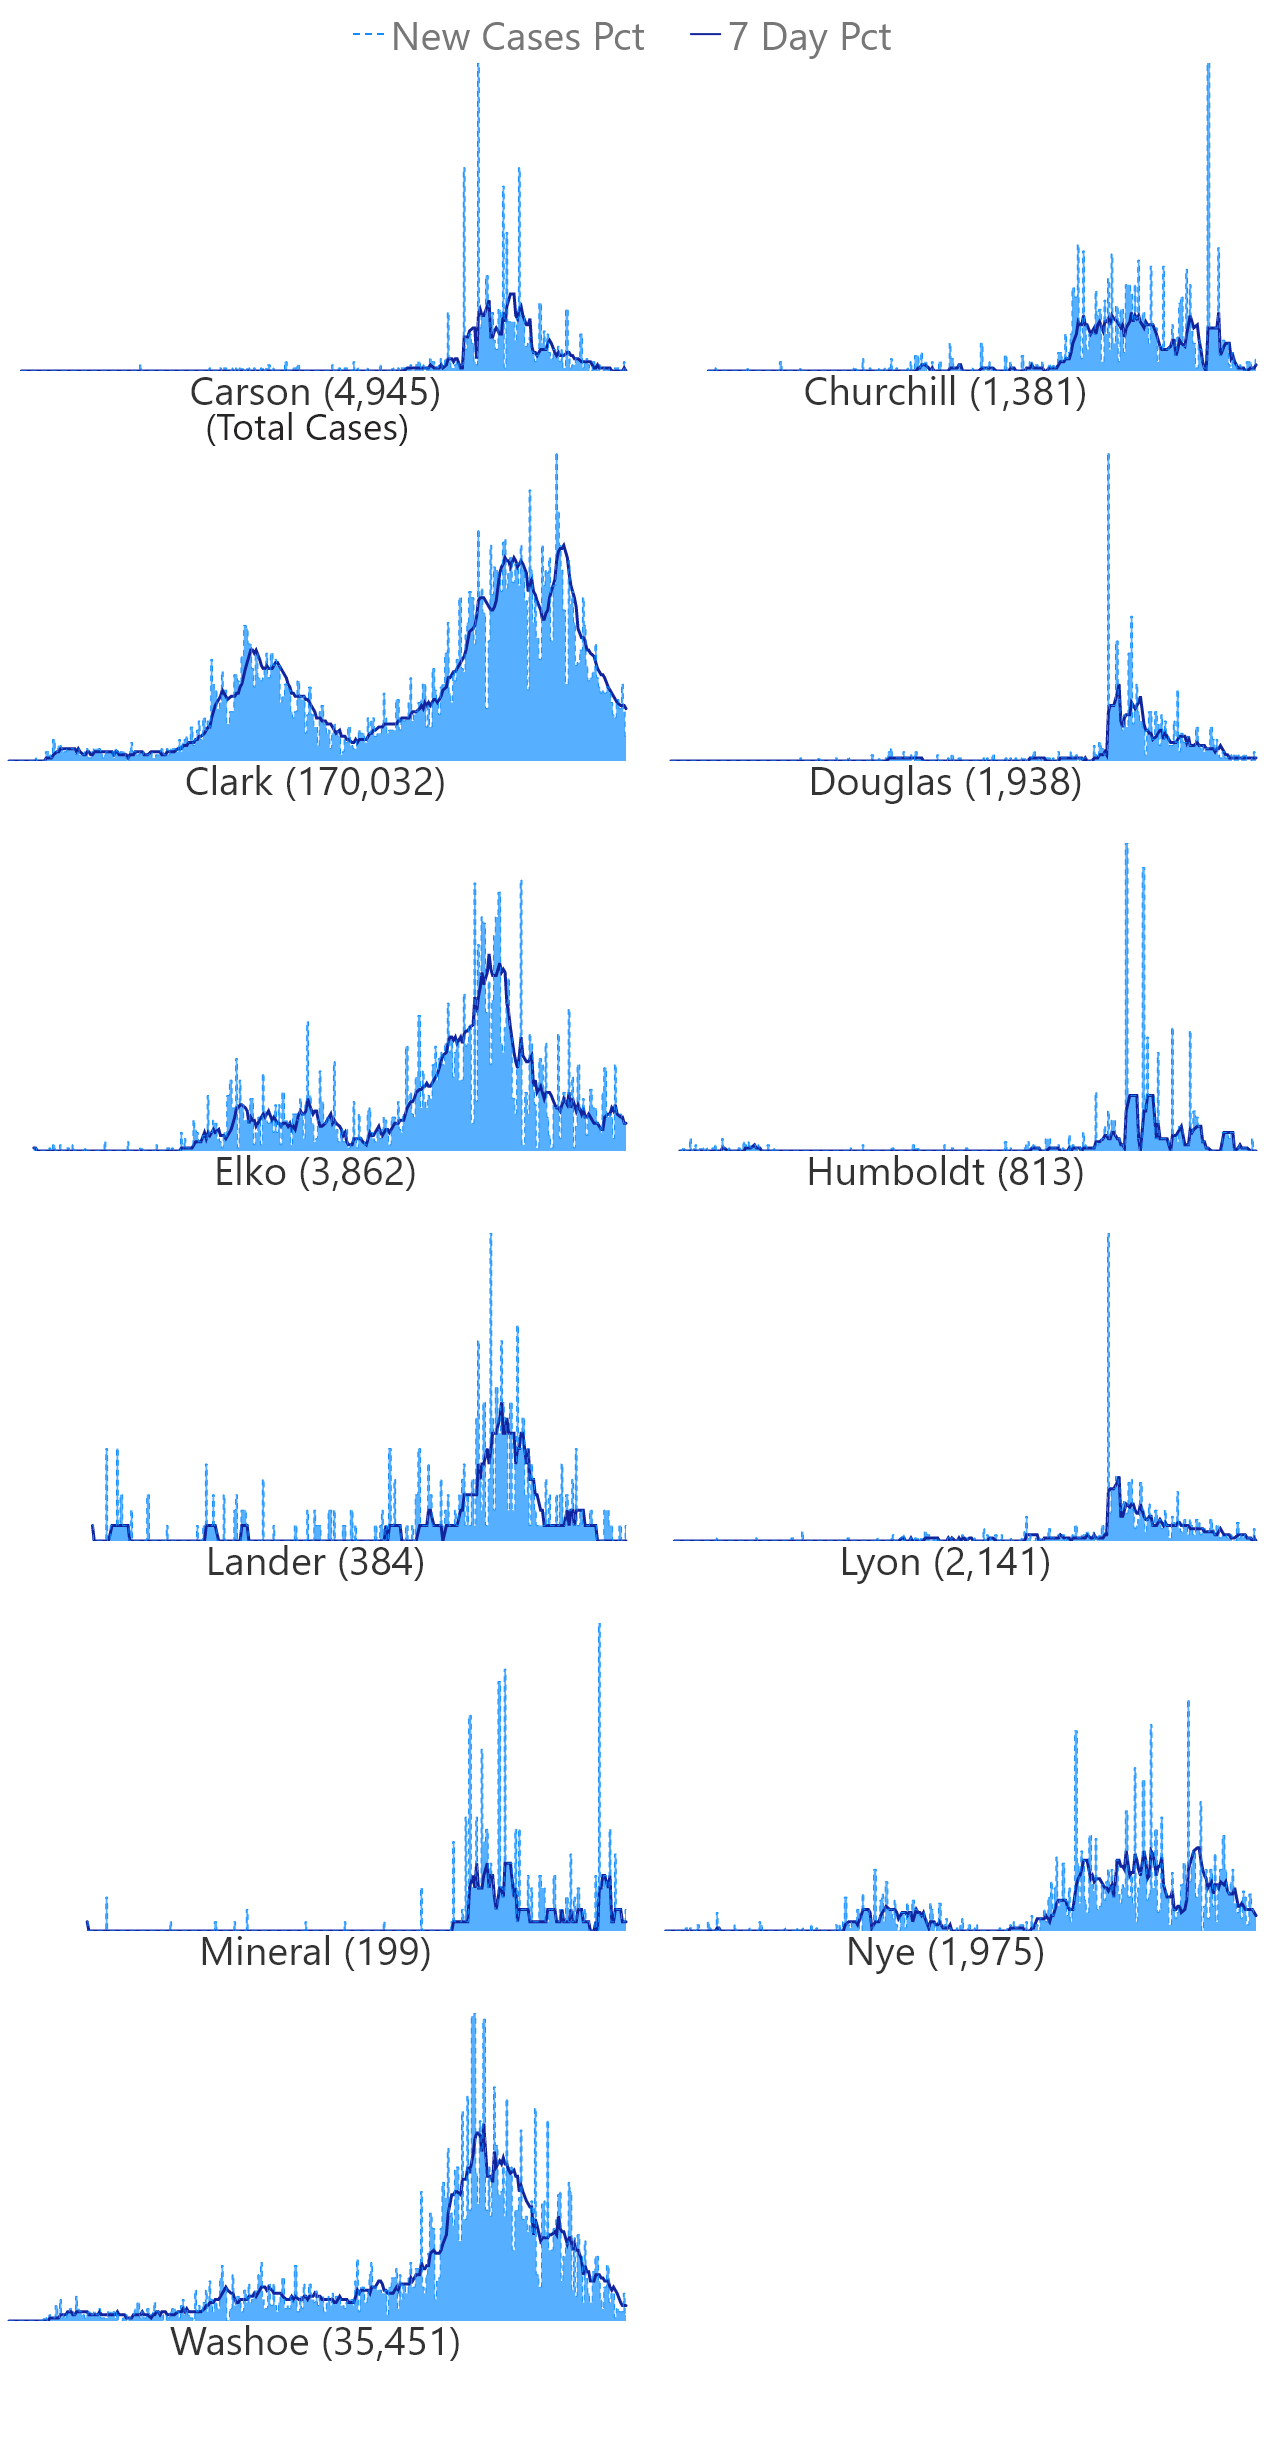 New Cases Pct 7 Day Pct
Carson (4,945)
(Total Cases)
Churchill (1,381)
Clark (170,032)
Douglas (1,938)
Elko (3,862)
Humboldt (813)
Lander (384)
Lyon (2,141)
Mineral (199)
Nye (1,975)
Washoe (35,451)